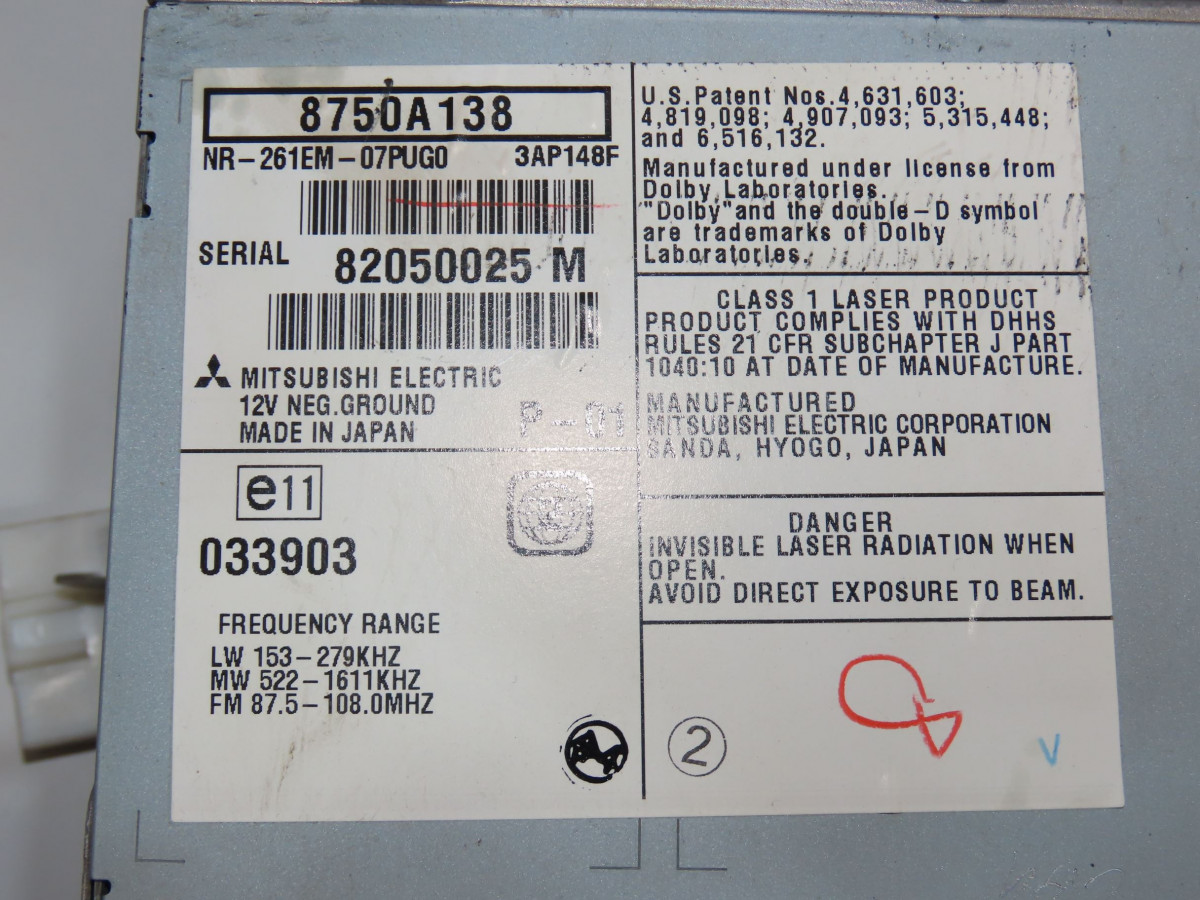 8750A138
NR-261EM-07PUG0 3AP148F
SERIAL 82050025 M
MITSUBISHI ELECTRIC
12V NEG.GROUND
MADE IN JAPAN
P-01
e11
033903
FREQUENCY RANGE
LW 153-279KHZ
MW 522-1611KHZ
FM 87.5-108.0MHZ
U.S.Patent Nos.4,631,603;
4,819,098; 4,907,093; 5,315,448;
and 6,516,132.
Manufactured under license from
Dolby Laboratories.
"Dolby"and the double-D symbol
are trademarks of Dolby
Laboratories.
CLASS 1 LASER PRODUCT
PRODUCT COMPLIES WITH DHHS
RULES 21 CFR SUBCHAPTER J PART
1040:10 AT DATE OF MANUFACTURE.
MANUFACTURED
MITSUBISHI ELECTRIC CORPORATION
SANDA, HYOGO, JAPAN
DANGER
INVISIBLE LASER RADIATION WHEN
OPEN.
AVOID DIRECT EXPOSURE TO BEAM.
2
V